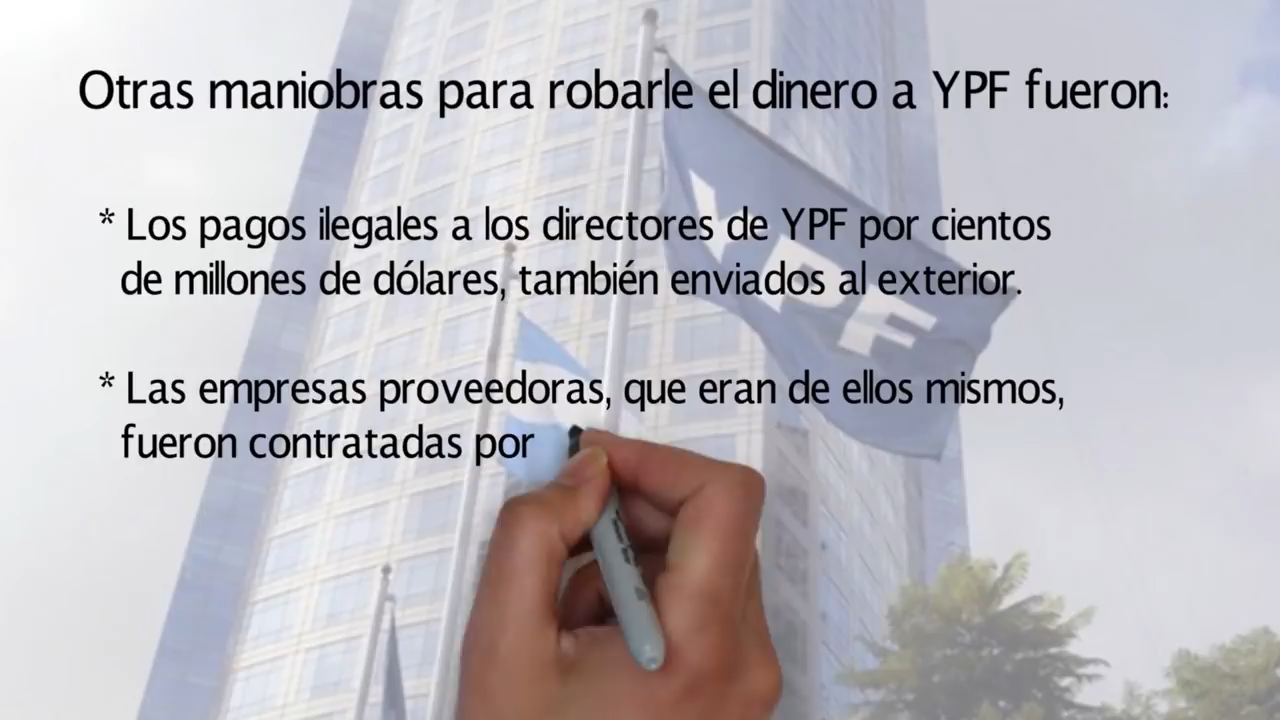 Otras maniobras para robarle el dinero a YPF fueron:
* Los pagos ilegales a los directores de YPF por cientos
de millones de dólares, también enviados al exterior.
* Las empresas proveedoras, que eran de ellos mismos,
fueron contratadas por
YPF